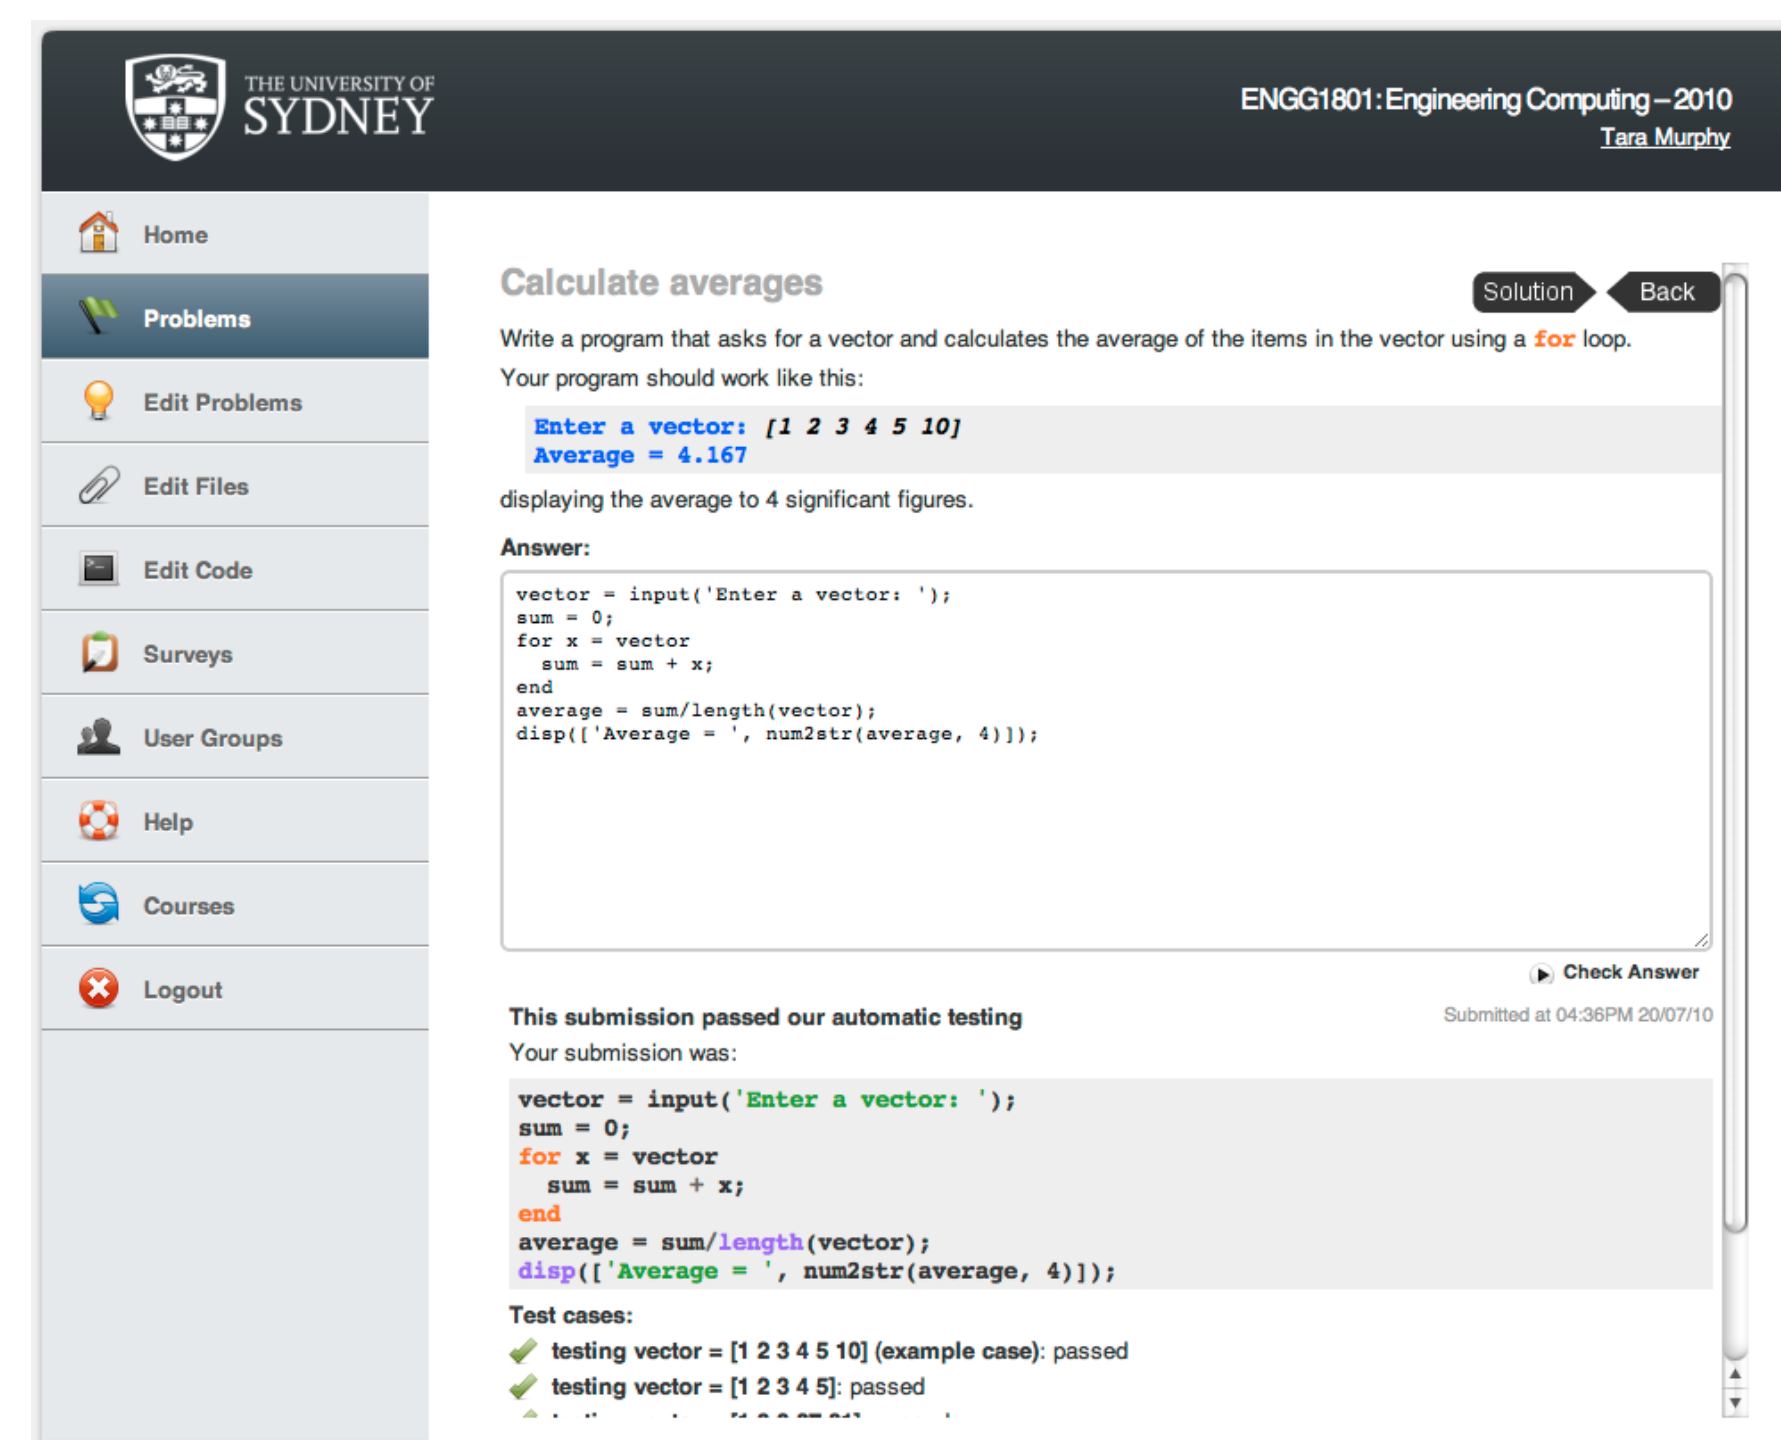 THE UNIVERSITY OF
SYDNEY
ENGG1801: Engineering Computing – 2010
Tara Murphy
Home
Problems
Edit Problems
Edit Files
Edit Code
Surveys
User Groups
Help
Courses
Logout
Calculate averages
Solution
Back
Write a program that asks for a vector and calculates the average of the items in the vector using a for loop.
Your program should work like this:
Enter a vector: [1 2 3 4 5 10]
Average = 4.167
displaying the average to 4 significant figures.
Answer:
vector = input('Enter a vector: ');
sum = 0;
for x = vector
  sum = sum + x;
end
average = sum/length(vector);
disp(['Average = ', num2str(average, 4)]);
Check Answer
This submission passed our automatic testing
Submitted at 04:36PM 20/07/10
Your submission was:
vector = input('Enter a vector: ');
sum = 0;
for x = vector
  sum = sum + x;
end
average = sum/length(vector);
disp(['Average = ', num2str(average, 4)]);
Test cases:
testing vector = [1 2 3 4 5 10] (example case): passed
testing vector = [1 2 3 4 5]: passed